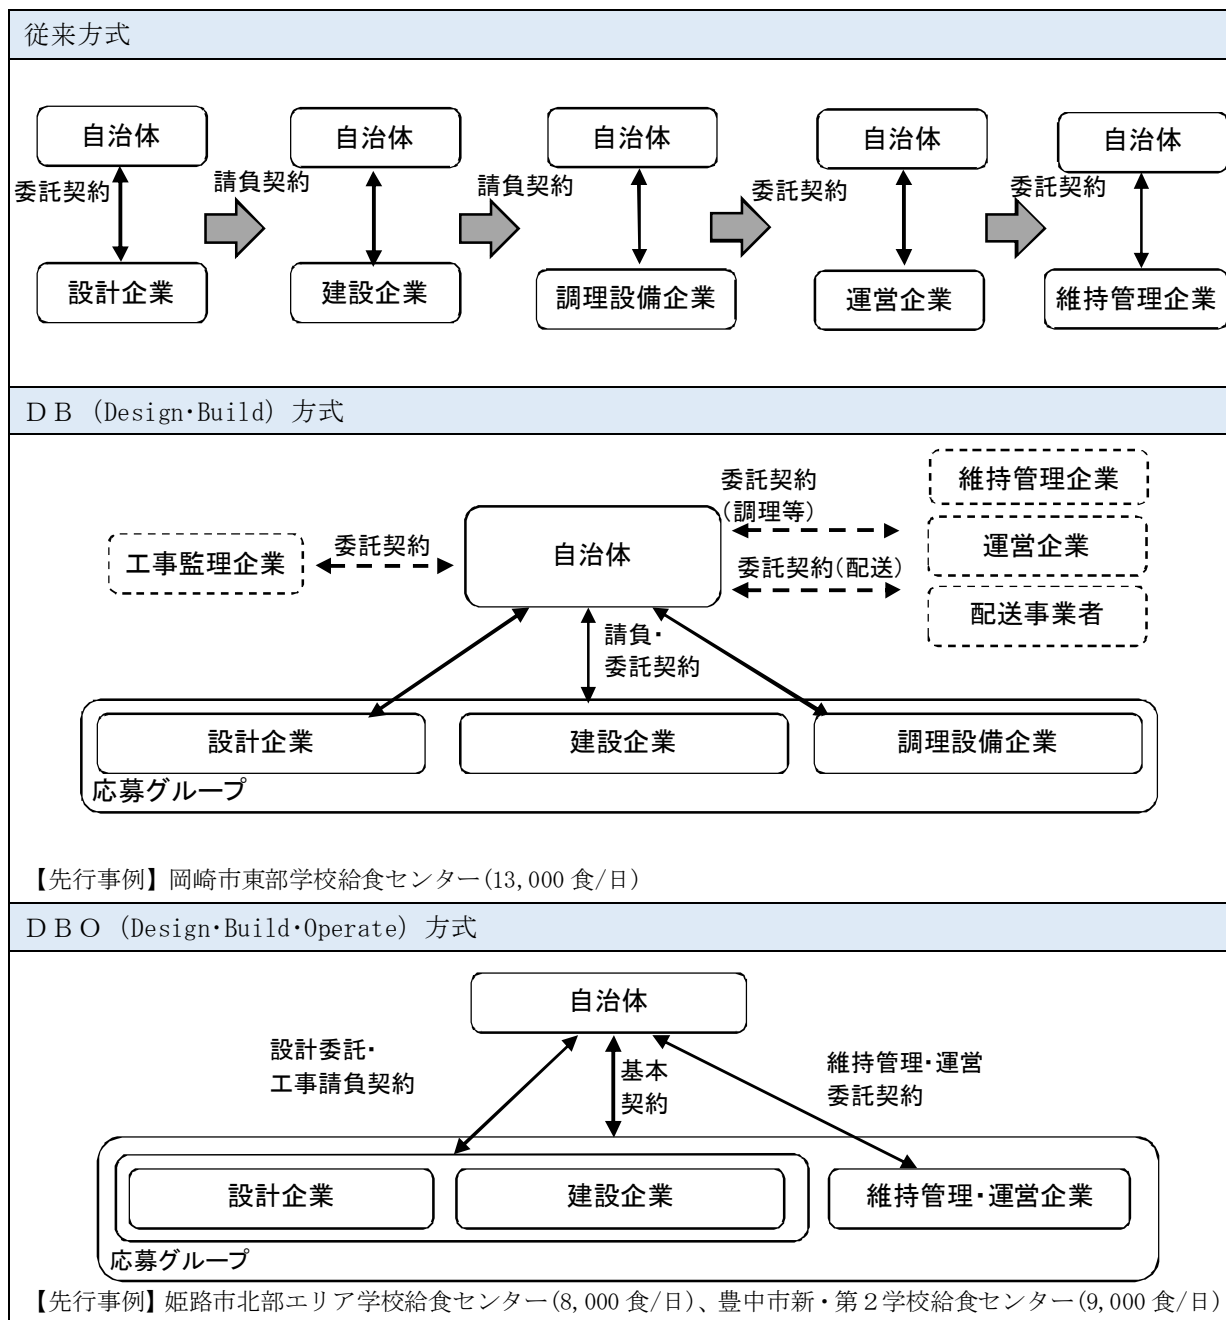 従来方式
自治体
自治体
自治体
自治体
自治体
委託契約
請負契約
請負契約
委託契約
委託契約
設計企業
建設企業
調理設備企業
運営企業
維持管理企業
ＤＢ (Design・Build) 方式
委託契約
(調理等)
維持管理企業
工事監理企業
委託契約
自治体
運営企業
委託契約(配送)
配送事業者
請負・
委託契約
設計企業
建設企業
調理設備企業
応募グループ
【先行事例】岡崎市東部学校給食センター(13,000 食/日)
ＤＢＯ (Design・Build・Operate) 方式
自治体
設計委託・
工事請負契約
基本
契約
維持管理・運営
委託契約
設計企業
建設企業
維持管理・運営企業
応募グループ
【先行事例】姫路市北部エリア学校給食センター(8,000 食/日)、豊中市新・第２学校給食センター(9,000 食/日)